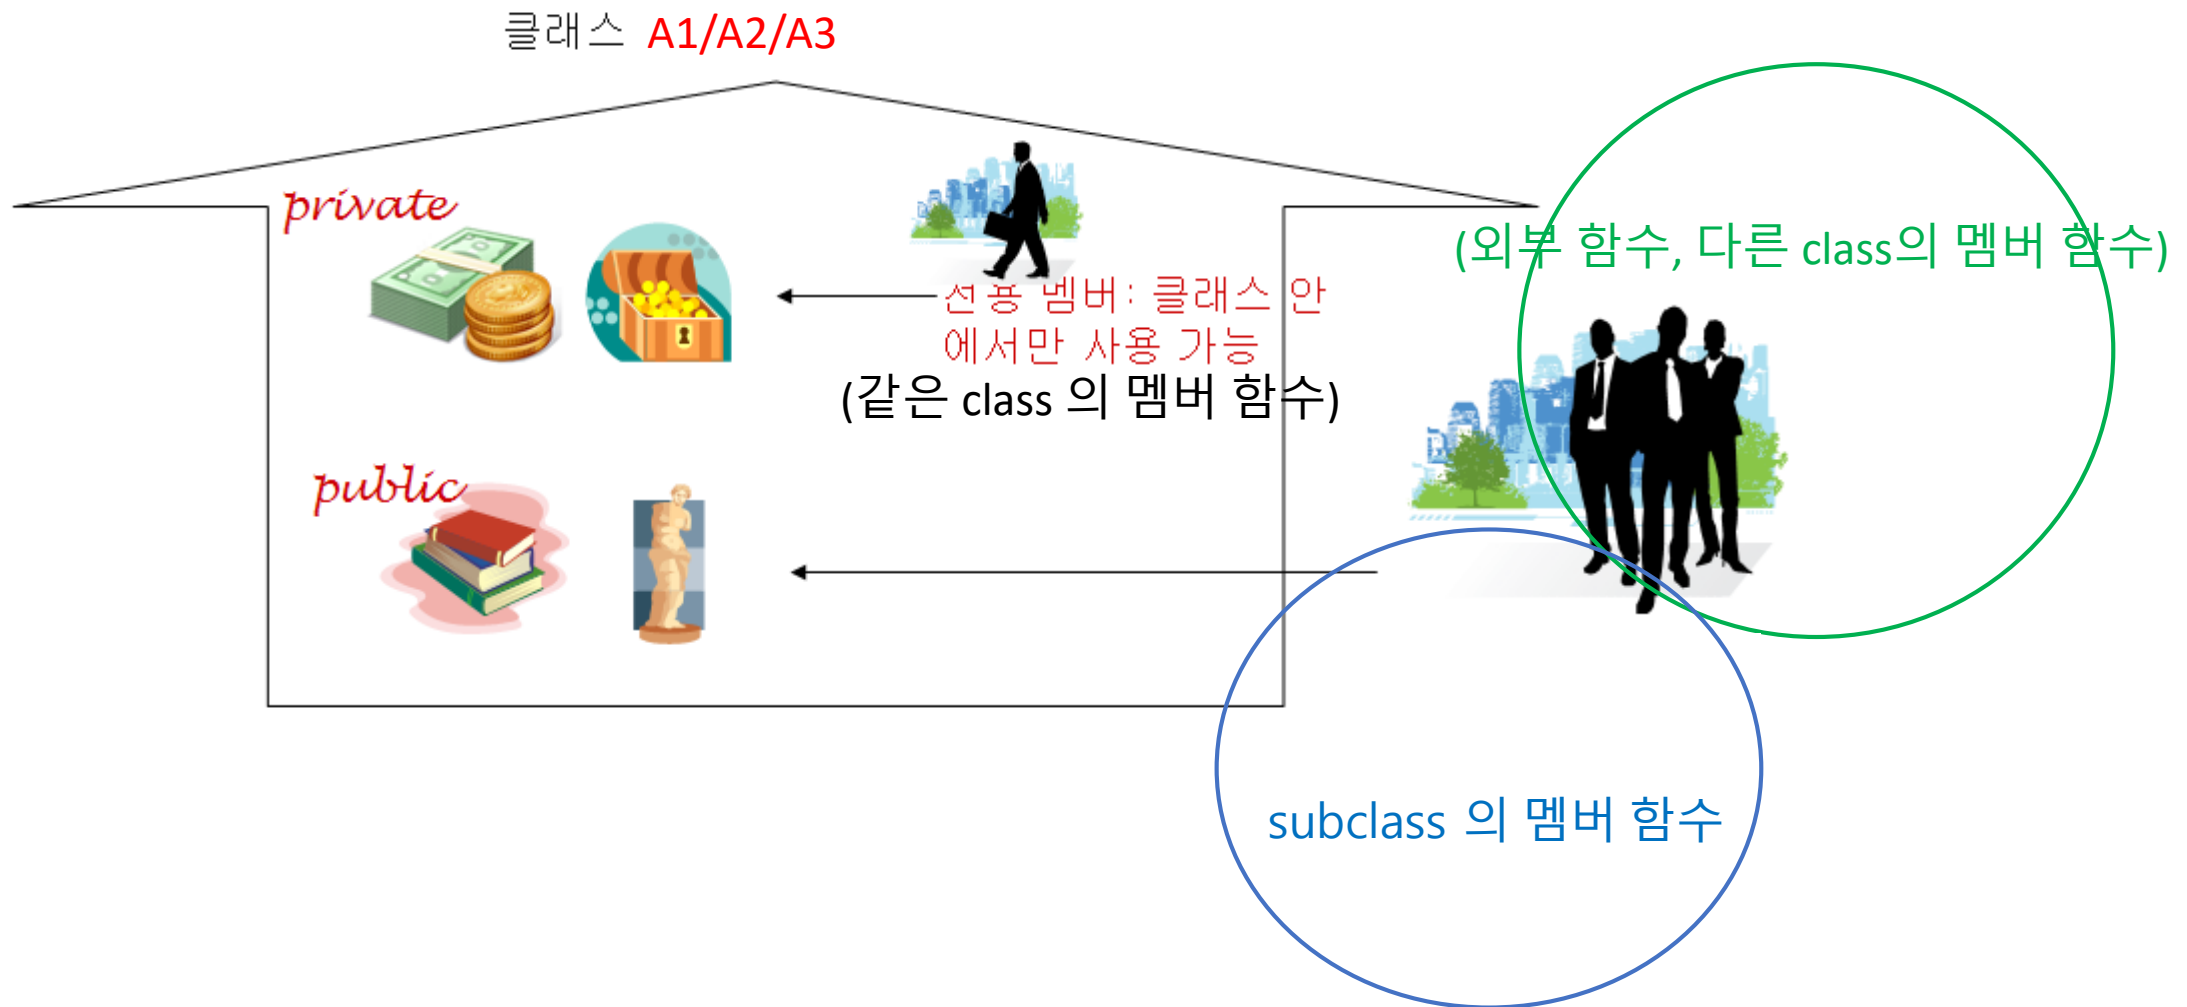 클래스 A1/A2/A3
private
(외부 함수, 다른 class의 멤버 함수)
전용 멤버: 클래스 안
에서만 사용 가능
(같은 class 의 멤버 함수)
public
subclass 의 멤버 함수